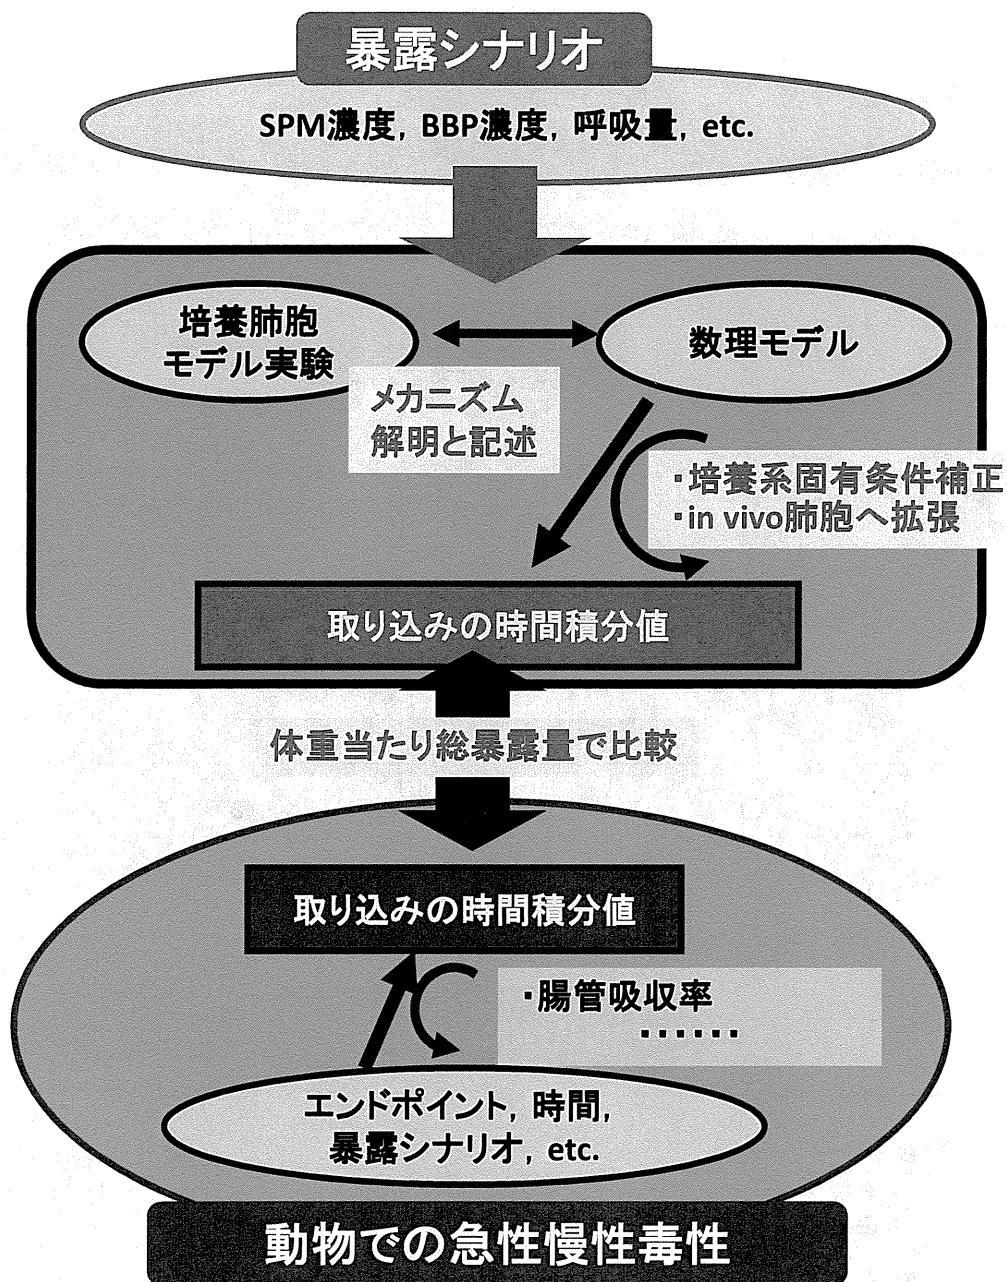 暴露シナリオ
SPM濃度, BBP濃度, 呼吸量, etc.
培養肺胞
モデル実験
数理モデル
メカニズム
解明と記述
・培養系固有条件補正
・in vivo肺胞へ拡張
取り込みの時間積分値
体重当たり総暴露量で比較
取り込みの時間積分値
・腸管吸収率
・・・・・・
エンドポイント, 時間,
暴露シナリオ, etc.
動物での急性慢性毒性